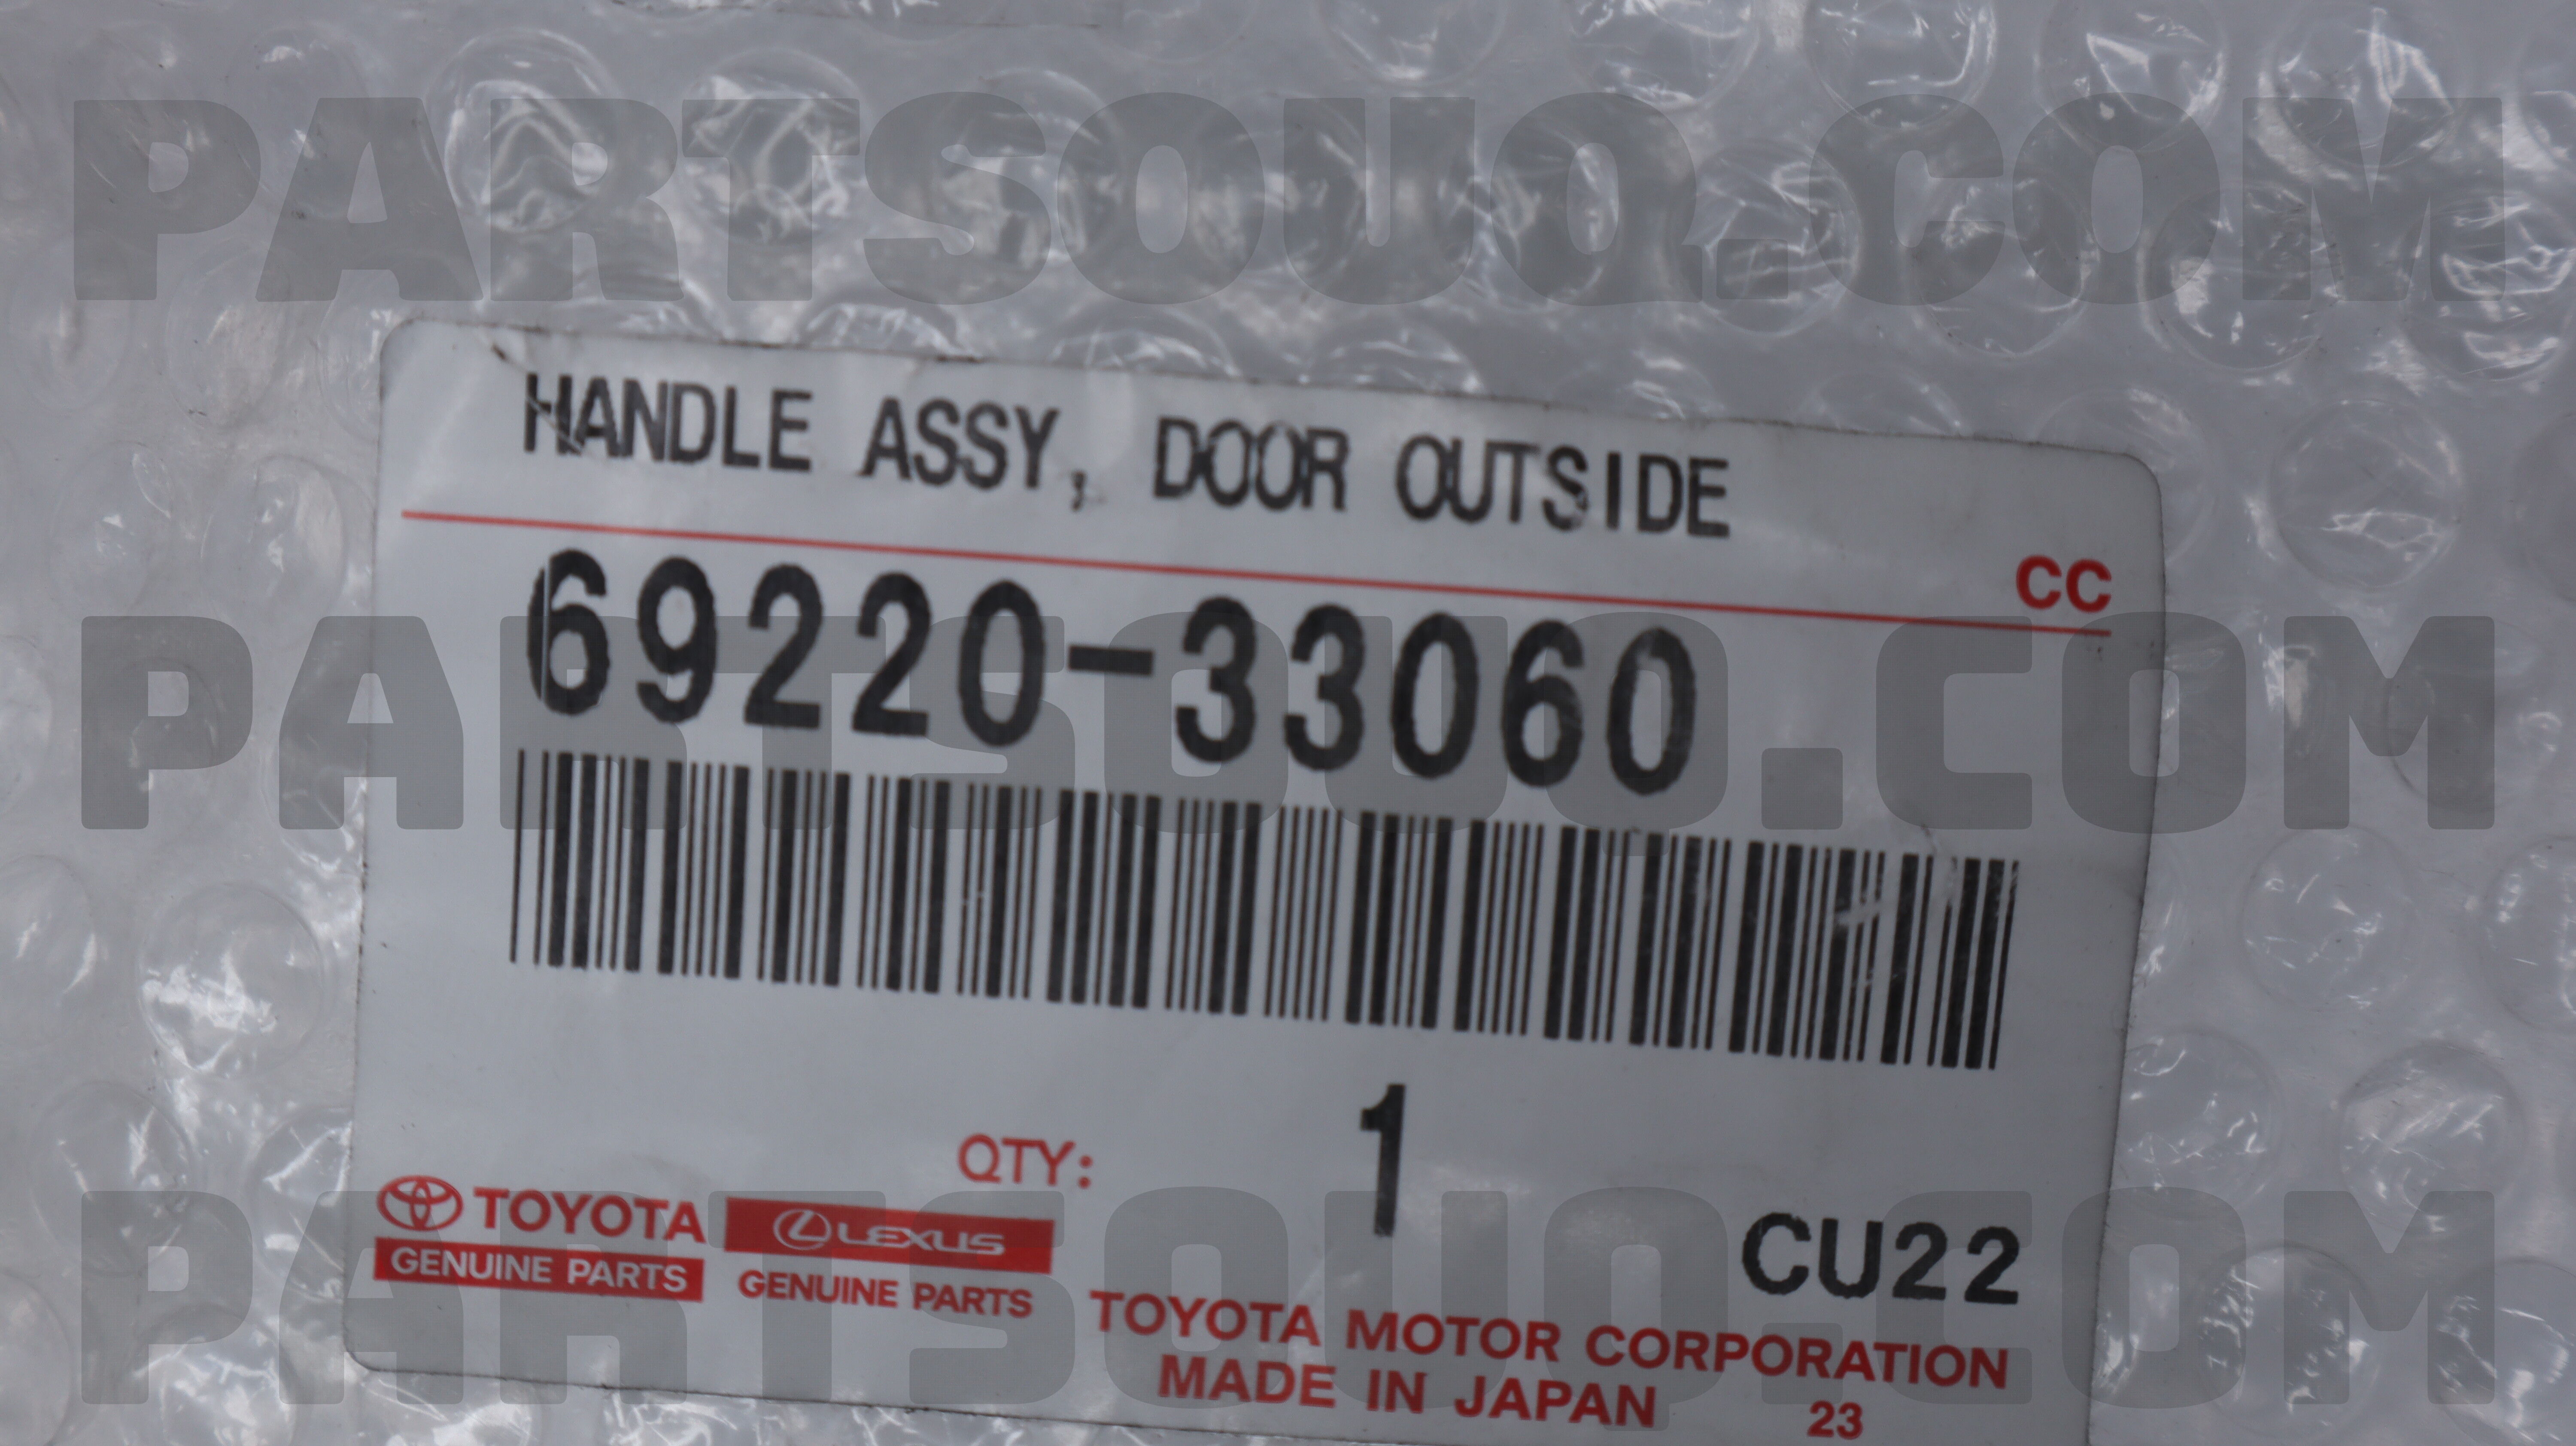 PARTSOUQ.COM
HANDLE ASSY, DOOR OUTSIDE
CC
69220-33060
PARTSOUQ.COM
QTY: 1
TOYOTA
GENUINE PARTS
LEXUS
GENUINE PARTS
CU22
PARTSOUQ.COM
TOYOTA MOTOR CORPORATION
MADE IN JAPAN 23